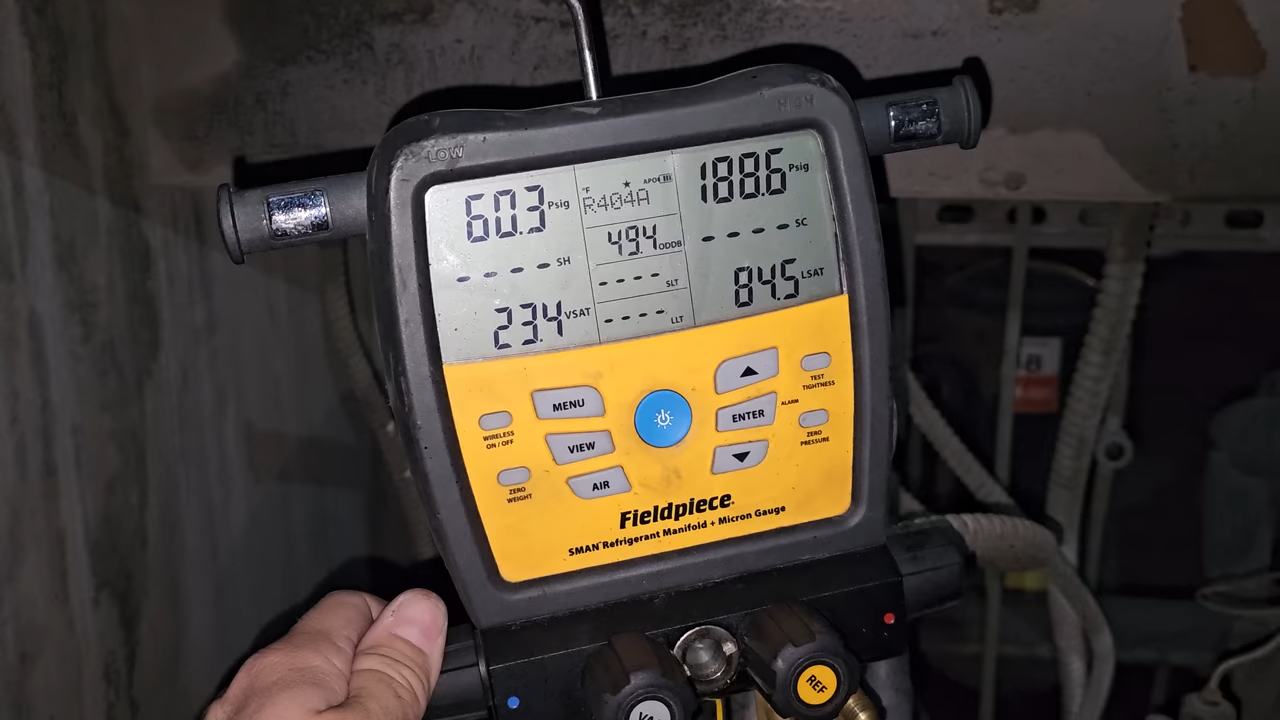 LOW
HIGH
60.3 Psig
SH
23.4 VSAT
°F
APO
R404A
49.4 ODDB
SLT
LLT
188.6 Psig
SC
84.5 LSAT
MENU
VIEW
AIR
WIRELESS
ON / OFF
ZERO
WEIGHT
ENTER
ALARM
TEST
TIGHTNESS
ZERO
PRESSURE
Fieldpiece
SMAN Refrigerant Manifold + Micron Gauge
REF